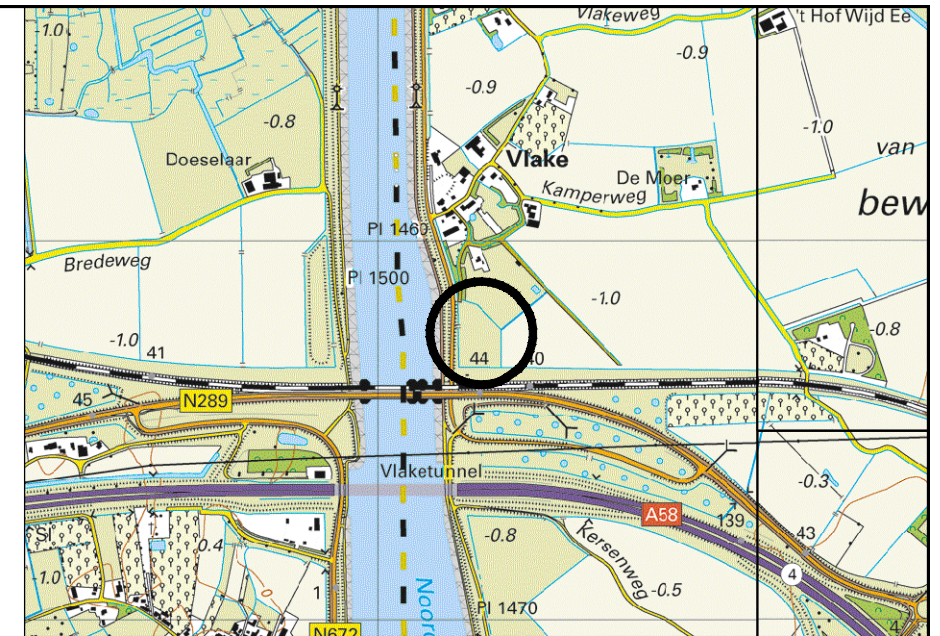 -1.0
Vlakeweg
't Hof Wijd Ee
-0.9
-0.9
-0.8
-1.0
van
Doeselaar
Vlake
De Moer
Kamperweg
bew
Pl 1460
Bredeweg
Pl 1500
-1.0
-0.8
-1.0
41
44
40
45
N289
Vlaketunnel
-0.3
A58
139
43
-0.8
Kersenweg
0.4
4
-1.0
-0.5
1
Noord
Pl 1470
N672
4